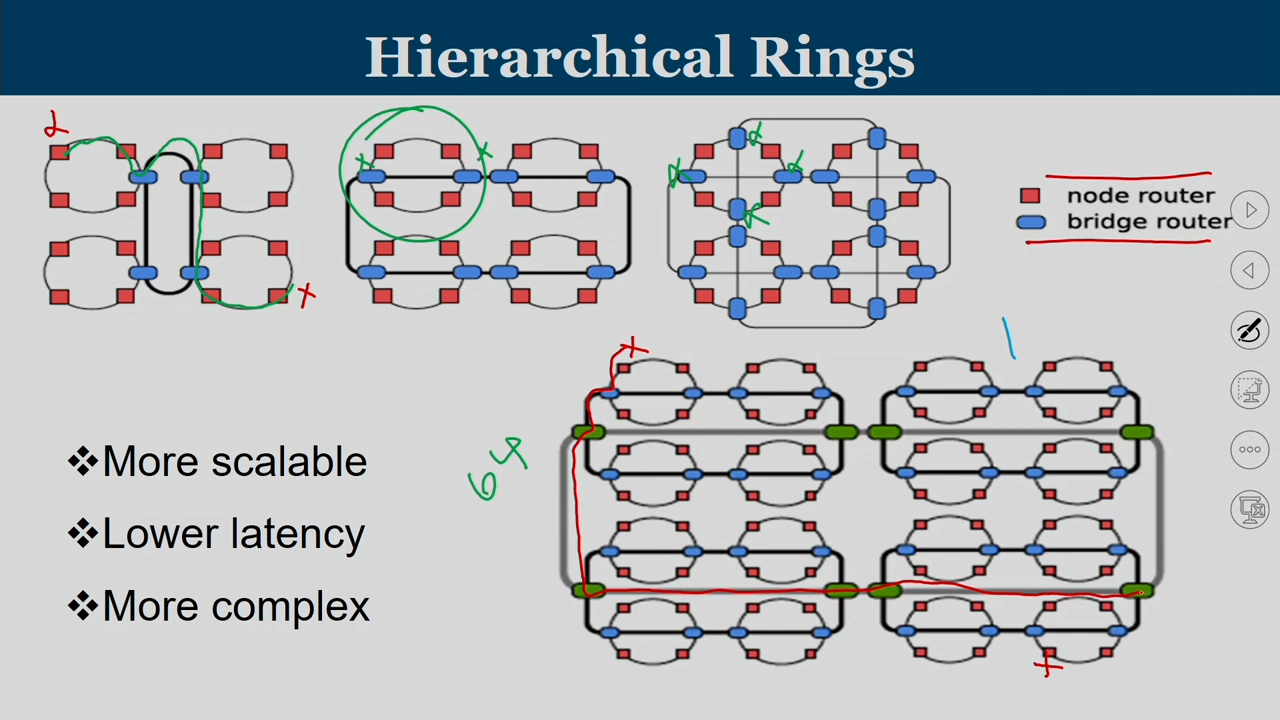 Hierarchical Rings
node router
bridge router
64
❖More scalable
❖Lower latency
❖More complex